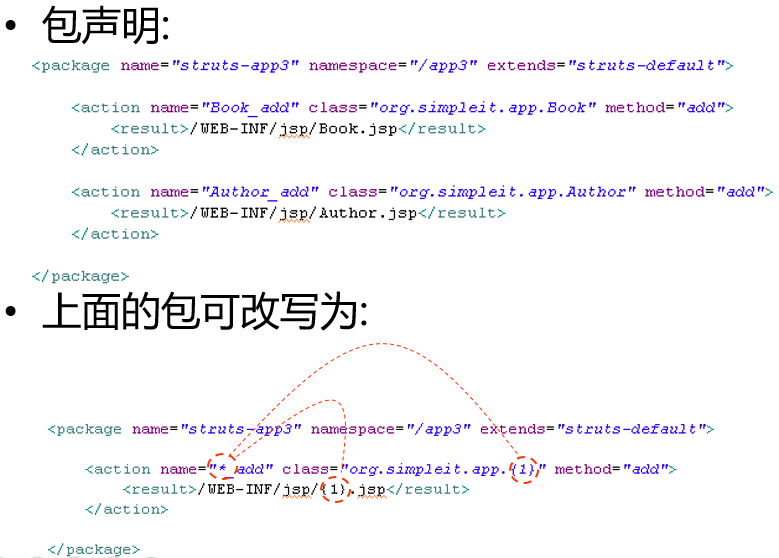 • 包声明:
<package name="struts-app3" namespace="/app3" extends="struts-default">
<action name="Book_add" class="org.simpleit.app.Book" method="add">
<result>/WEB-INF/jsp/Book.jsp</result>
</action>
<action name="Author_add" class="org.simpleit.app.Author" method="add">
<result>/WEB-INF/jsp/Author.jsp</result>
</action>
</package>
• 上面的包可改写为:
<package name="struts-app3" namespace="/app3" extends="struts-default">
<action name="*_add" class="org.simpleit.app.{1}" method="add">
<result>/WEB-INF/jsp/{1}.jsp</result>
</action>
</package>